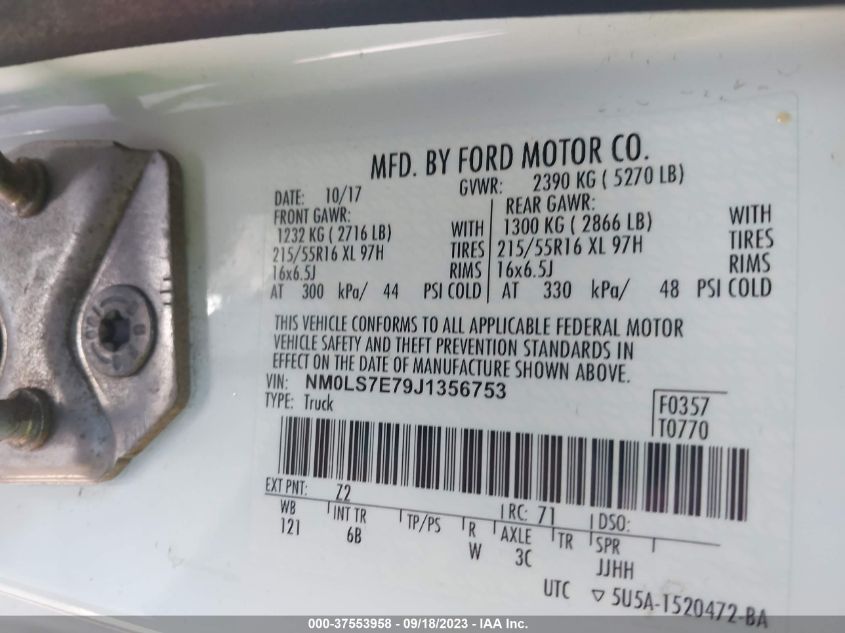 MFD. BY FORD MOTOR CO.
DATE: 10/17 GVWR: 2390 KG ( 5270 LB)
FRONT GAWR: REAR GAWR:
1232 KG ( 2716 LB) WITH 1300 KG ( 2866 LB) WITH
215/55R16 XL 97H TIRES 215/55R16 XL 97H TIRES
16x6.5J RIMS 16x6.5J RIMS
AT 300 kPa/ 44 PSI COLD AT 330 kPa/ 48 PSI COLD
THIS VEHICLE CONFORMS TO ALL APPLICABLE FEDERAL MOTOR
VEHICLE SAFETY AND THEFT PREVENTION STANDARDS IN
EFFECT ON THE DATE OF MANUFACTURE SHOWN ABOVE.
VIN: NM0LS7E79J1356753
TYPE: Truck
F0357
T0770
EXT PNT: Z2 RC: 71 DSO:
WB INT TR TP/PS R AXLE TR SPR
121 6B W 3C JJHH
UTC ▽ 5U5A-1520472-BA
000-37553958 - 09/18/2023 - IAA Inc.